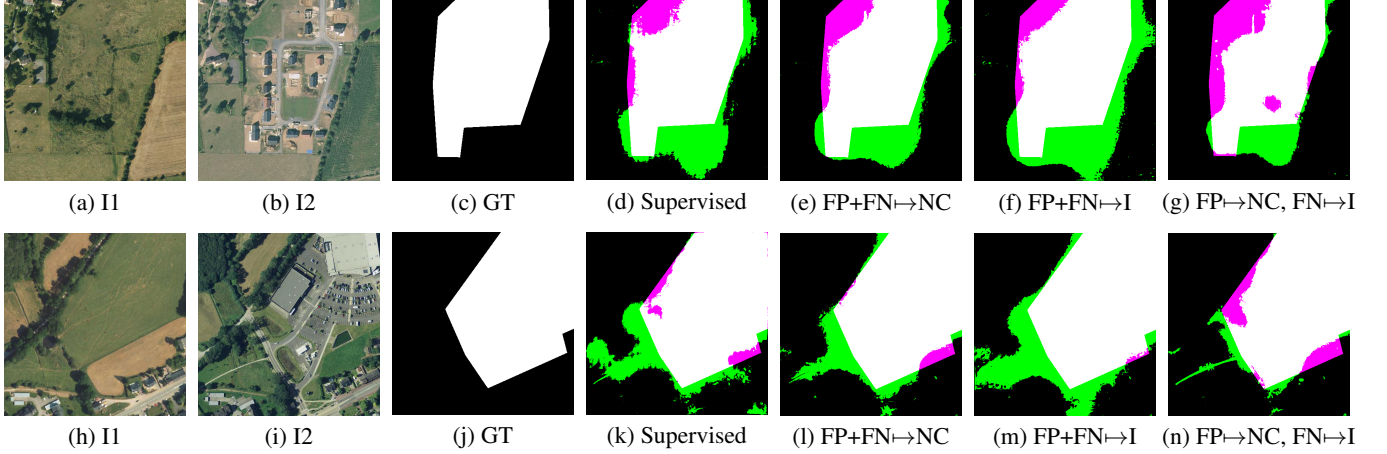 (a) I1 (b) I2 (c) GT (d) Supervised (e) FP+FN↦NC (f) FP+FN↦I (g) FP↦NC, FN↦I
(h) I1 (i) I2 (j) GT (k) Supervised (l) FP+FN↦NC (m) FP+FN↦I (n) FP↦NC, FN↦I